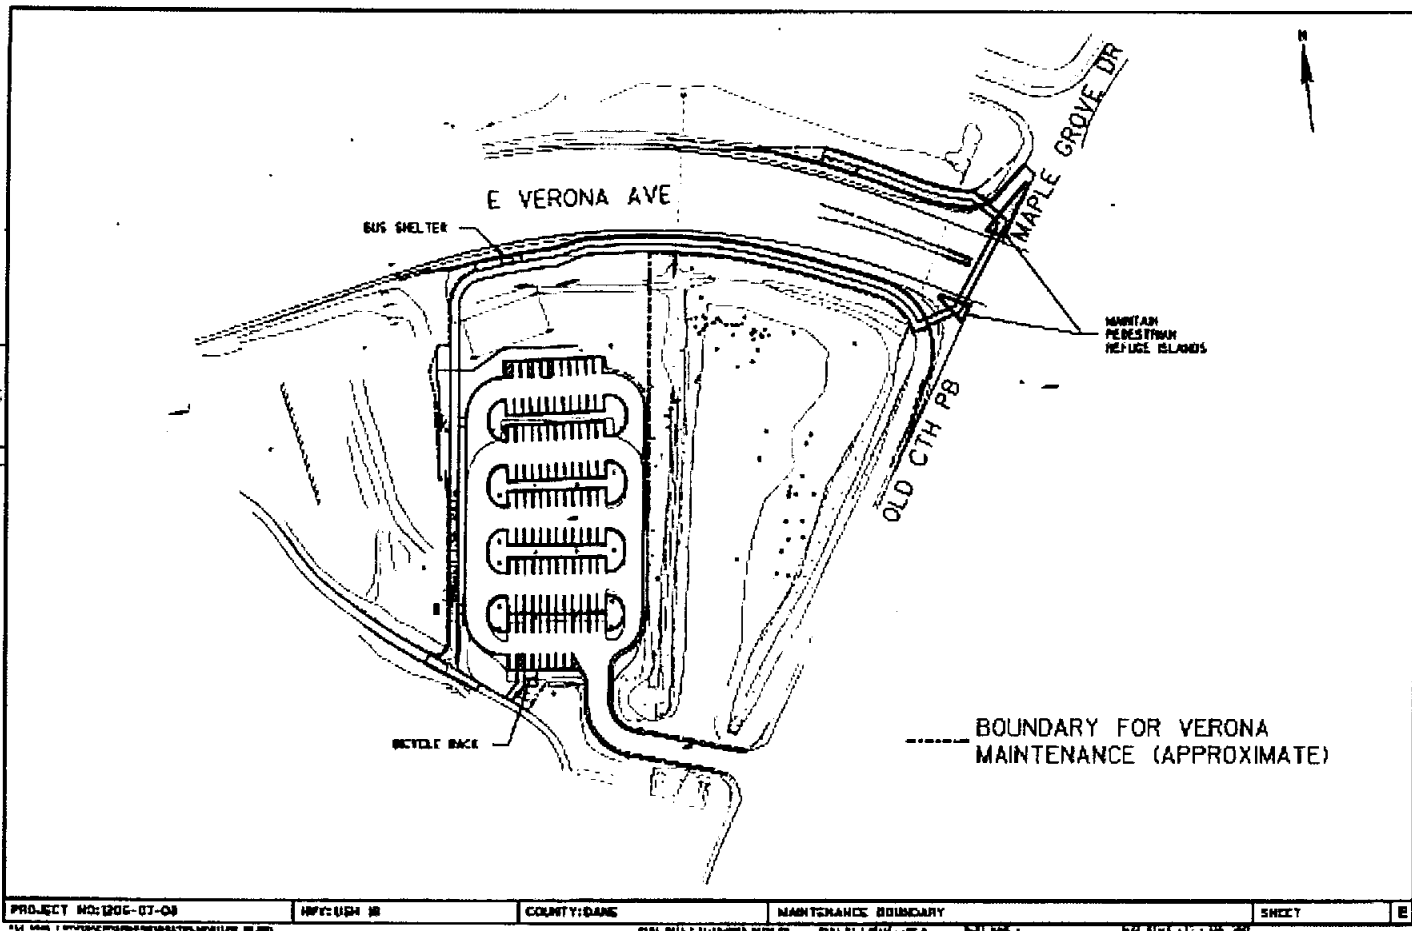 N
MAPLE GROVE DR
E VERONA AVE
BUS SHELTER
MAINTAIN
PEDESTRIAN
REFUGE ISLANDS
OLD CTH PB
BICYCLE RACK
BOUNDARY FOR VERONA
MAINTENANCE (APPROXIMATE)
PROJECT NO:1206-07-08
HWY:USH 18
COUNTY:DANE
MAINTENANCE BOUNDARY
SHEET
E